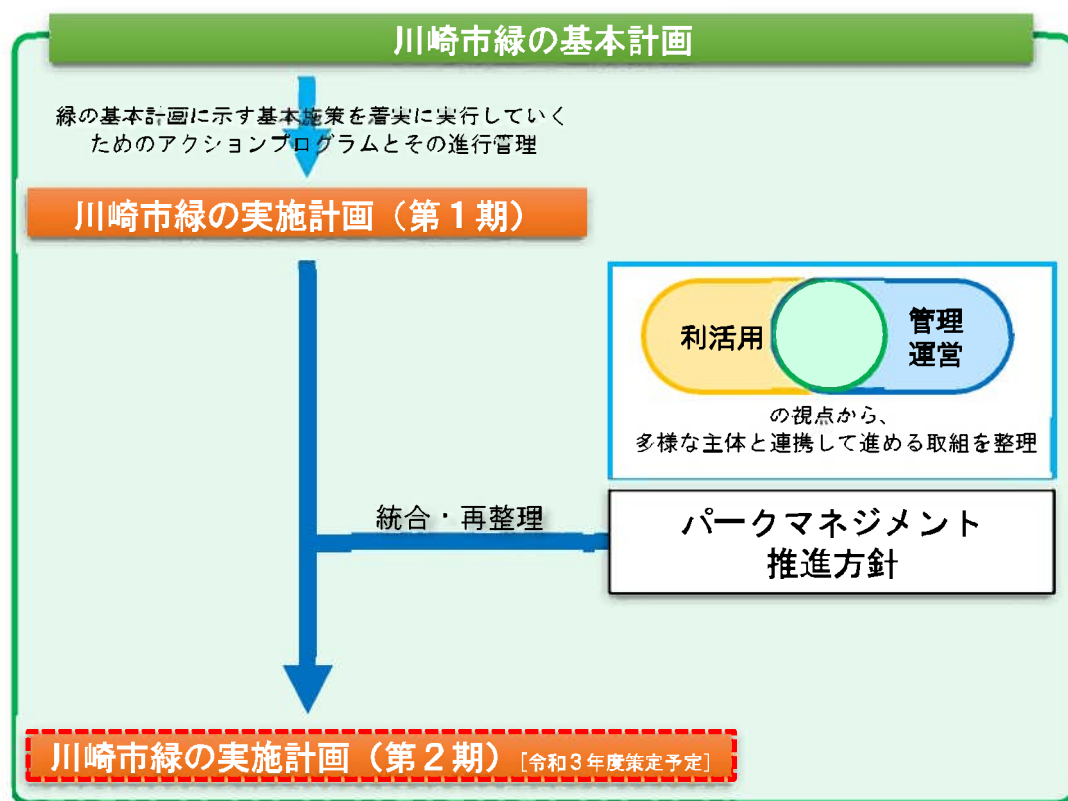 川崎市緑の基本計画
緑の基本計画に示す基本施策を着実に実行していく
ためのアクションプログラムとその進行管理
川崎市緑の実施計画（第１期）
利活用
管理
運営
の視点から、
多様な主体と連携して進める取組を整理
統合・再整理
パークマネジメント
推進方針
川崎市緑の実施計画（第２期）［令和３年度策定予定］